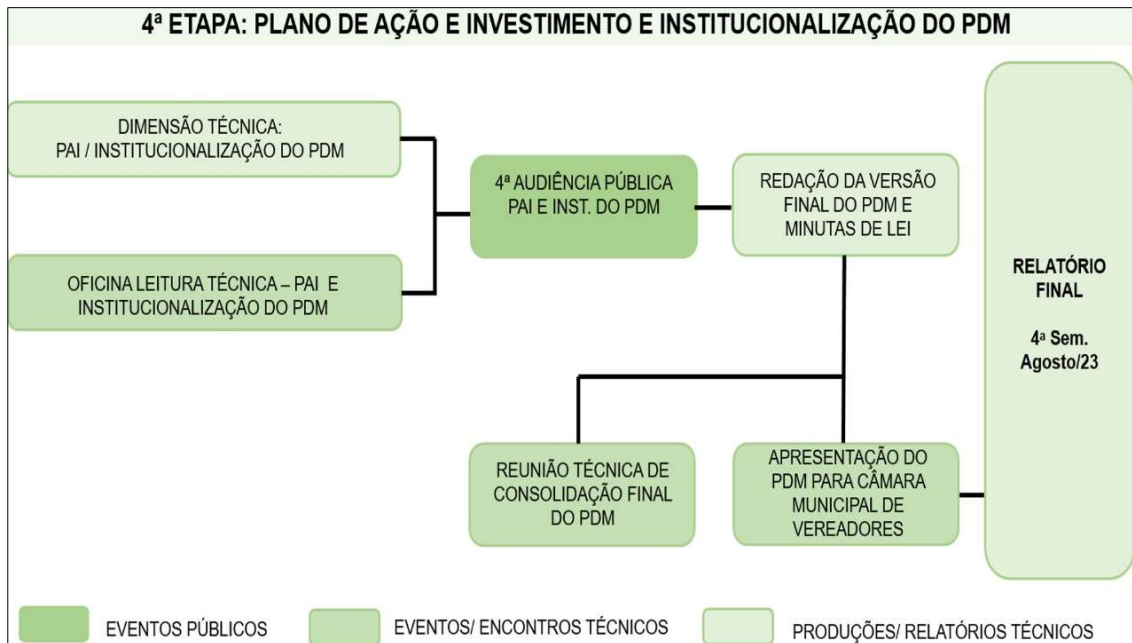 4ª ETAPA: PLANO DE AÇÃO E INVESTIMENTO E INSTITUCIONALIZAÇÃO DO PDM
DIMENSÃO TÉCNICA:
PAI / INSTITUCIONALIZAÇÃO DO PDM
OFICINA LEITURA TÉCNICA – PAI E
INSTITUCIONALIZAÇÃO DO PDM
4ª AUDIÊNCIA PÚBLICA
PAI E INST. DO PDM
REDAÇÃO DA VERSÃO
FINAL DO PDM E
MINUTAS DE LEI
REUNIÃO TÉCNICA DE
CONSOLIDAÇÃO FINAL
DO PDM
APRESENTAÇÃO DO
PDM PARA CÂMARA
MUNICIPAL DE
VEREADORES
RELATÓRIO
FINAL
4ª Sem.
Agosto/23
EVENTOS PÚBLICOS
EVENTOS/ ENCONTROS TÉCNICOS
PRODUÇÕES/ RELATÓRIOS TÉCNICOS